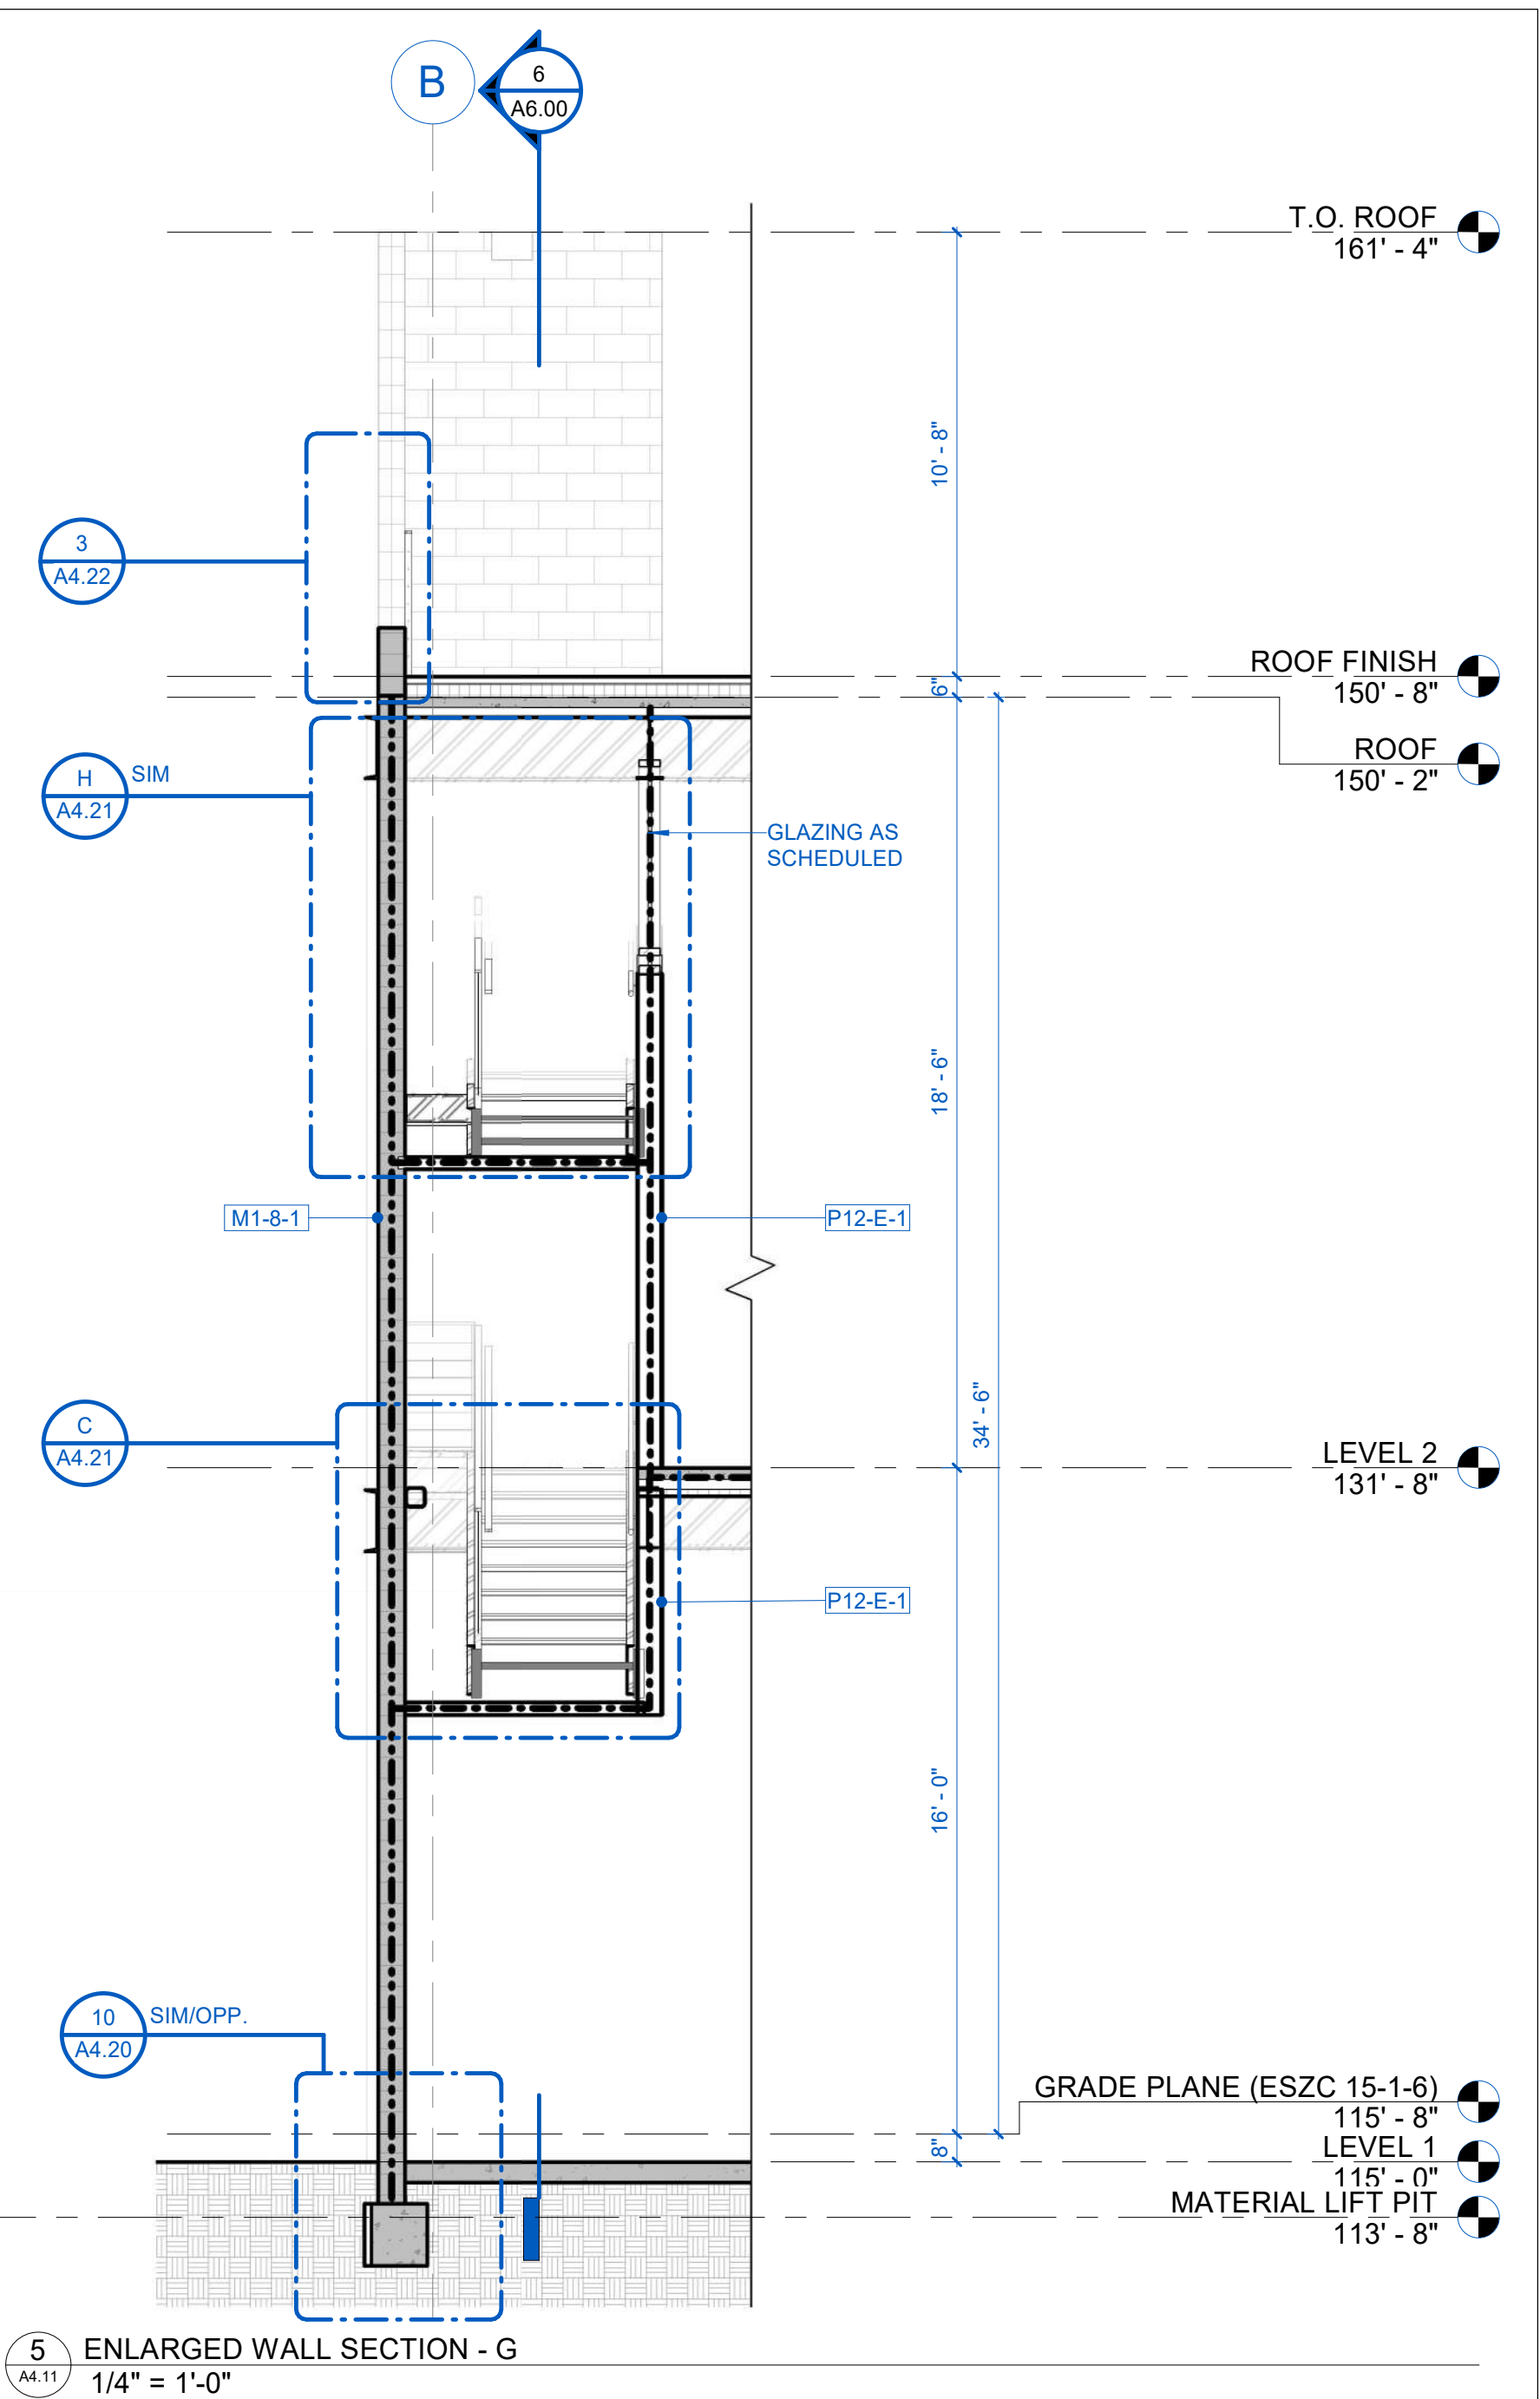 B
6
A6.00
T.O. ROOF
161' - 4"
10' - 8"
3
A4.22
ROOF FINISH
150' - 8"
6"
ROOF
150' - 2"
H
SIM
A4.21
GLAZING AS
SCHEDULED
18' - 6"
M1-8-1
P12-E-1
34' - 6"
C
A4.21
LEVEL 2
131' - 8"
P12-E-1
16' - 0"
10
SIM/OPP.
A4.20
GRADE PLANE (ESZC 15-1-6)
115' - 8"
8"
LEVEL 1
115' - 0"
MATERIAL LIFT PIT
113' - 8"
5
A4.11
ENLARGED WALL SECTION - G
1/4" = 1'-0"